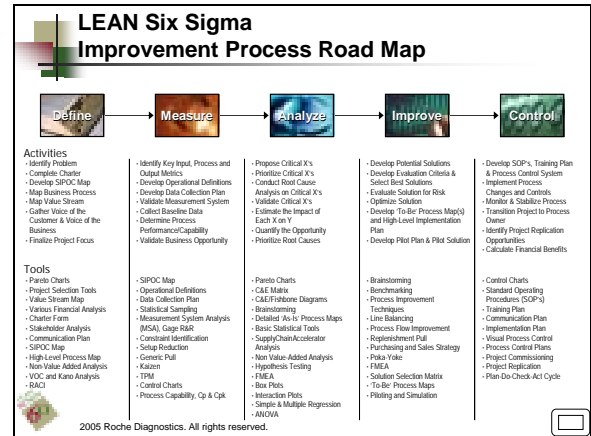 LEAN Six Sigma
Improvement Process Road Map
Define
Measure
Analyze
Improve
Control
Activities
· Identify Problem
· Complete Charter
· Develop SIPOC Map
· Map Business Process
· Map Value Stream
· Gather Voice of the
Customer & Voice of the
Business
· Finalize Project Focus
· Identify Key Input, Process and
Output Metrics
· Develop Operational Definitions
· Develop Data Collection Plan
· Validate Measurement System
· Collect Baseline Data
· Determine Process
Performance/Capability
· Validate Business Opportunity
· Propose Critical X's
· Prioritize Critical X's
· Conduct Root Cause
Analysis on Critical X's
· Validate Critical X's
· Estimate the Impact of
Each X on Y
· Quantify the Opportunity
· Prioritize Root Causes
· Develop Potential Solutions
· Develop Evaluation Criteria &
Select Best Solutions
· Evaluate Solution for Risk
· Optimize Solution
· Develop 'To-Be' Process Map(s)
and High-Level Implementation
Plan
· Develop Pilot Plan & Pilot Solution
· Develop SOP's, Training Plan
& Process Control System
· Implement Process
Changes and Controls
· Monitor & Stabilize Process
· Transition Project to Process
Owner
· Identify Project Replication
Opportunities
· Calculate Financial Benefits
Tools
· Pareto Charts
· Project Selection Tools
· Value Stream Map
· Various Financial Analysis
· Charter Form
· Stakeholder Analysis
· Communication Plan
· SIPOC Map
· High-Level Process Map
· Non-Value Added Analysis
· VOC and Kano Analysis
· RACI
· SIPOC Map
· Operational Definitions
· Data Collection Plan
· Statistical Sampling
· Measurement System Analysis
(MSA), Gage R&R
· Constraint Identification
· Setup Reduction
· Generic Pull
· Kaizen
· TPM
· Control Charts
· Process Capability, Cp & Cpk
· Pareto Charts
· C&E Matrix
· C&E/Fishbone Diagrams
· Brainstorming
· Detailed 'As-Is' Process Maps
· Basic Statistical Tools
· SupplyChainAccelerator
Analysis
· Non Value-Added Analysis
· Hypothesis Testing
· FMEA
· Box Plots
· Interaction Plots
· Simple & Multiple Regression
· ANOVA
· Brainstorming
· Benchmarking
· Process Improvement
Techniques
· Line Balancing
· Process Flow Improvement
· Replenishment Pull
· Purchasing and Sales Strategy
· Poka-Yoke
· FMEA
· Solution Selection Matrix
· 'To-Be' Process Maps
· Piloting and Simulation
· Control Charts
· Standard Operating
Procedures (SOP's)
· Training Plan
· Communication Plan
· Implementation Plan
· Visual Process Control
· Process Control Plans
· Project Commissioning
· Project Replication
· Plan-Do-Check-Act Cycle
2005 Roche Diagnostics. All rights reserved.